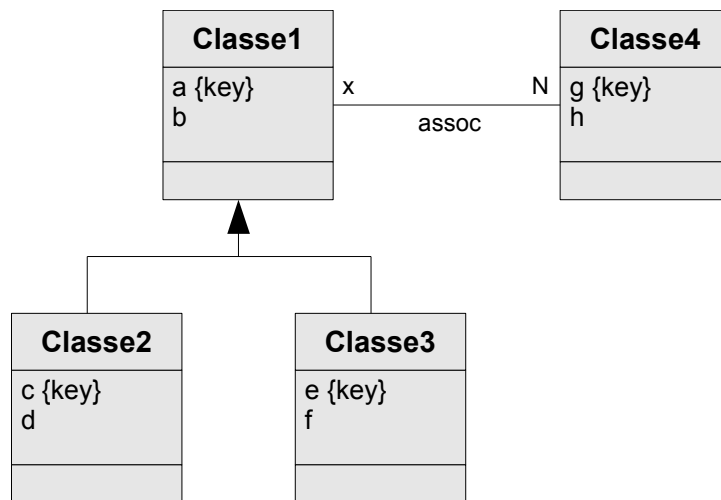 Classe1
a {key}
b
x
N
assoc
Classe4
g {key}
h
Classe2
c {key}
d
Classe3
e {key}
f